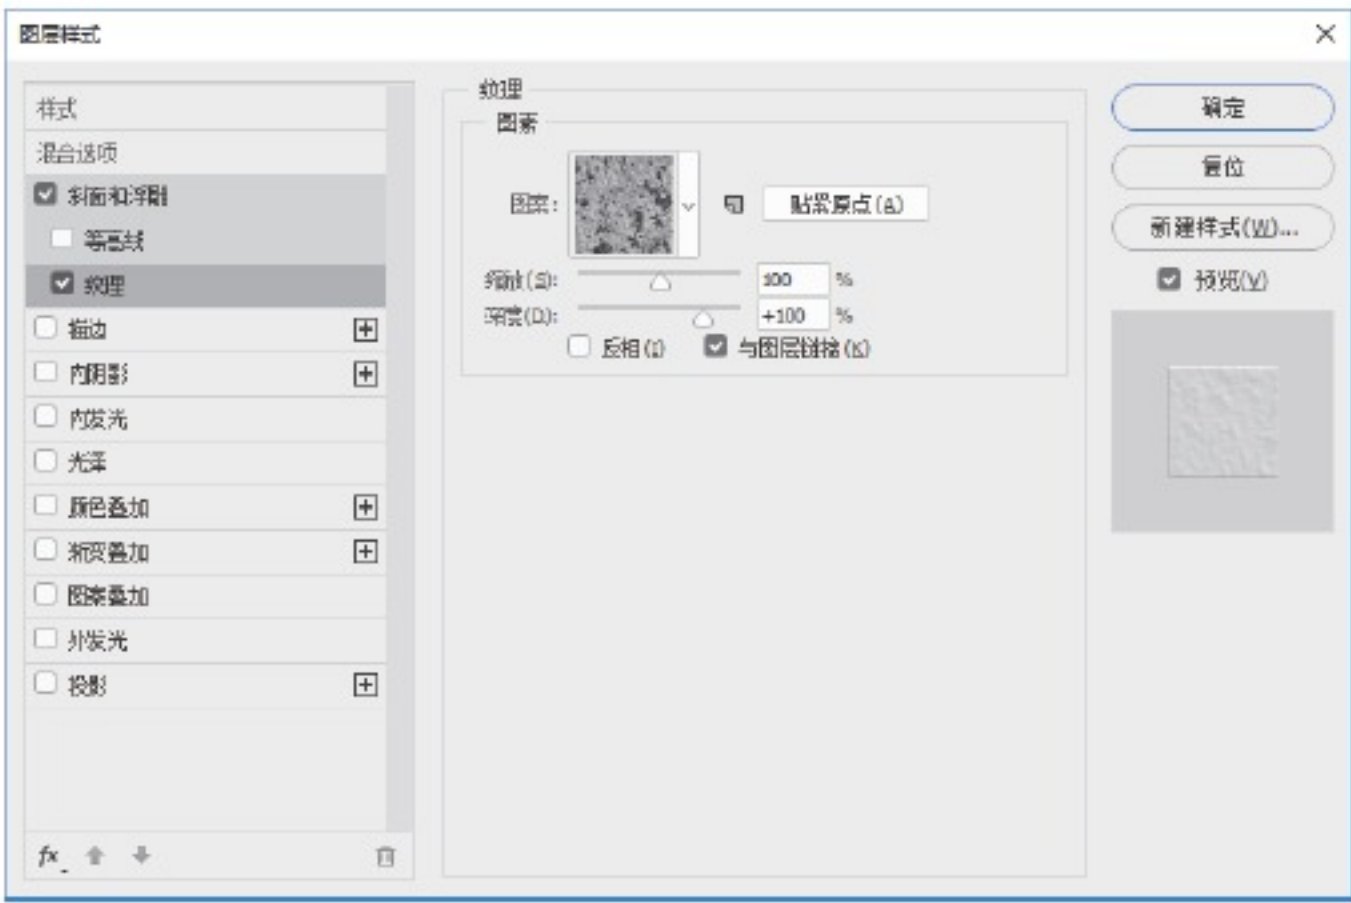 图层样式
样式
混合选项
斜面和浮雕
等高线
纹理
描边
内阴影
内发光
光泽
颜色叠加
渐变叠加
图案叠加
外发光
投影
fx
纹理
图素
图案:
贴紧原点(A)
缩放(S):
100
%
深度(D):
+100
%
反相(I)
与图层链接(K)
确定
复位
新建样式(W)...
预览(V)